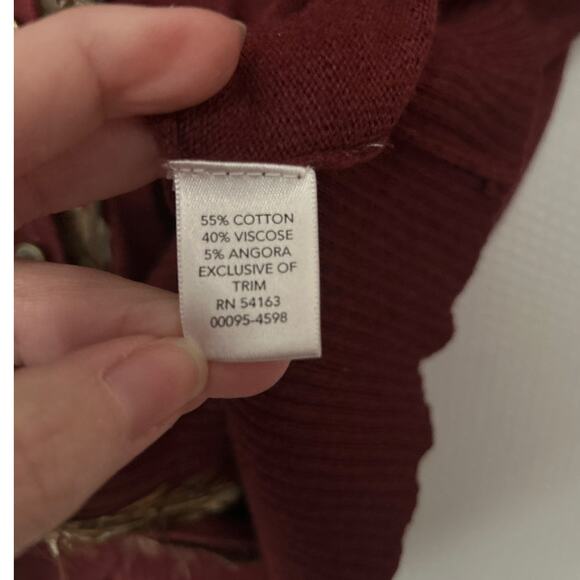 55% COTTON
40% VISCOSE
5% ANGORA
EXCLUSIVE OF
TRIM
RN 54163
00095-4598